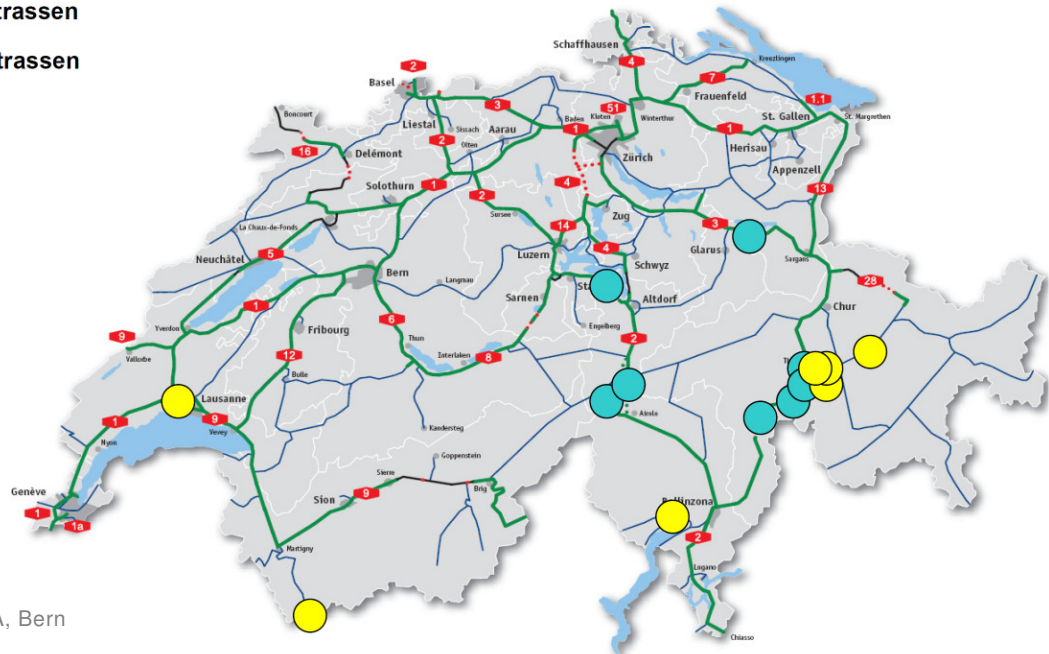 trassen
trassen
Schaffhausen
4
Kreuzlingen
2
Basel
7
Frauenfeld
1.1
3
51
Boncourt
Liestal
Sissach
Aarau
Baden
Kloten
Winterthur
1
1
St. Gallen
St. Margrethen
2
Olten
16
Delémont
Zürich
Herisau
Appenzell
Solothurn
1
2
4
13
Sursee
Zug
La Chaux-de-Fonds
14
3
Neuchâtel
5
Luzern
4
Glarus
Sargans
Bern
Langnau
Schwyz
28
Sarnen
Altdorf
1
Chur
Yverdon
Fribourg
6
Engelberg
9
Thun
2
Vallorbe
12
Interlaken
8
Bulle
Lausanne
1
9
Vevey
Airolo
Nyon
Kandersteg
Goppenstein
Genève
Sierre
9
Brig
Sion
1
1a
llinzona
2
Martigny
Lugano
Chiasso
A, Bern